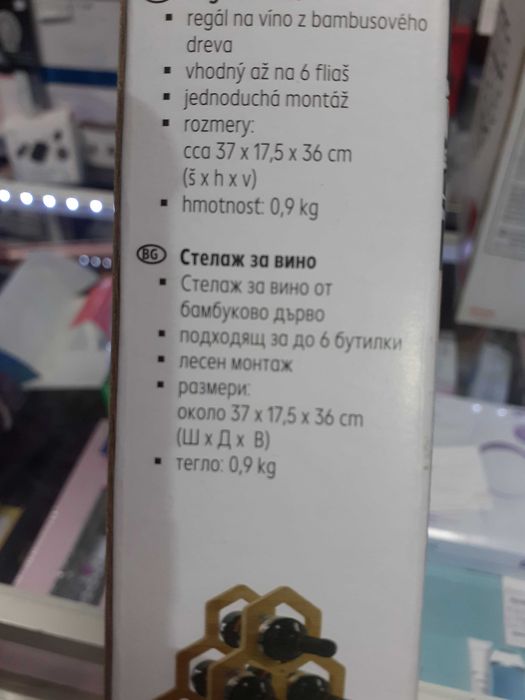 ▪ regál na víno z bambusového
dreva
▪ vhodný až na 6 fliaš
▪ jednoduchá montáž
▪ rozmery:
cca 37 x 17,5 x 36 cm
(š x h x v)
▪ hmotnosť: 0,9 kg
BG Стелаж за вино
▪ Стелаж за вино от
бамбуково дърво
▪ подходящ за до 6 бутилки
▪ лесен монтаж
▪ размери:
около 37 x 17,5 x 36 cm
(Ш x Д x В)
▪ тегло: 0,9 kg